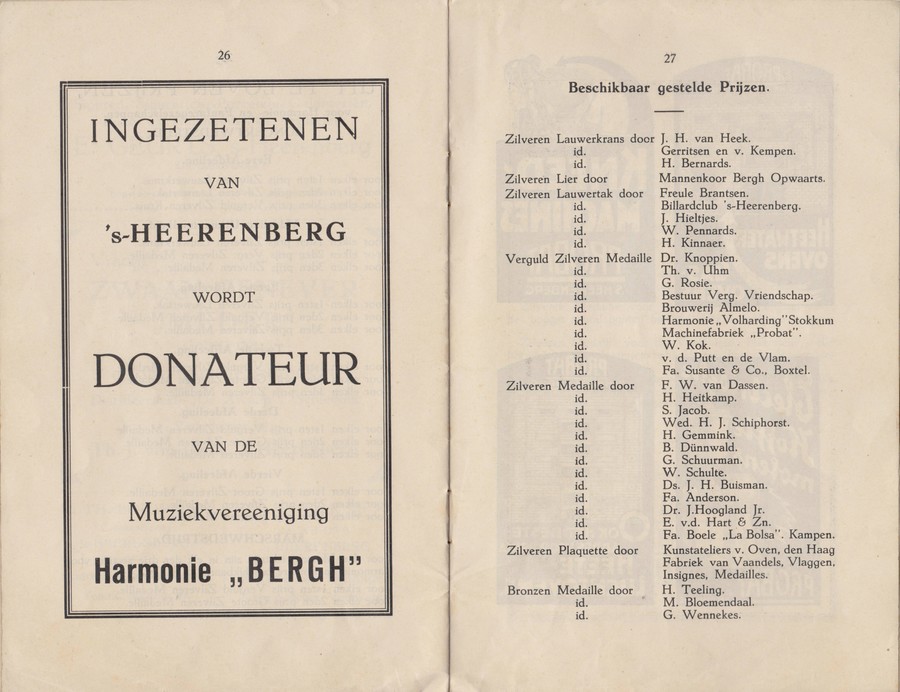 26
INGEZETENEN
VAN
's-HEERENBERG
WORDT
DONATEUR
VAN DE
Muziekvereeniging
Harmonie „BERGH”
27
Beschikbaar gestelde Prijzen.
Zilveren Lauwerkrans door J. H. van Heek.
id. Gerritsen en v. Kempen.
id. H. Bernards.
Zilveren Lier door Mannenkoor Bergh Opwaarts.
Zilveren Lauwertak door Freule Brantsen.
id. Billardclub 's-Heerenberg.
id. J. Hieltjes.
id. W. Pennards.
id. H. Kinnaer.
Verguld Zilveren Medaille Dr. Knoppien.
id. Th. v. Uhm
id. G. Rosie.
id. Bestuur Verg. Vriendschap.
id. Brouwerij Almelo.
id. Harmonie „Volharding” Stokkum
id. Machinefabriek „Probat”.
id. W. Kok.
id. v. d. Putt en de Vlam.
id. Fa. Susante & Co., Boxtel.
Zilveren Medaille door F. W. van Dassen.
id. H. Heitkamp.
id. S. Jacob.
id. Wed. H. J. Schiphorst.
id. H. Gemmink.
id. B. Dünnwald.
id. G. Schuurman.
id. W. Schulte.
id. Ds. J. H. Buisman.
id. Fa. Anderson.
id. Dr. J.Hoogland Jr.
id. E. v.d. Hart & Zn.
id. Fa. Boele „La Bolsa”. Kampen.
Zilveren Plaquette door Kunstateliers v. Oven, den Haag
Fabriek van Vaandels, Vlaggen,
Insignes, Medailles.
Bronzen Medaille door H. Teeling.
id. M. Bloemendaal.
id. G. Wennekes.